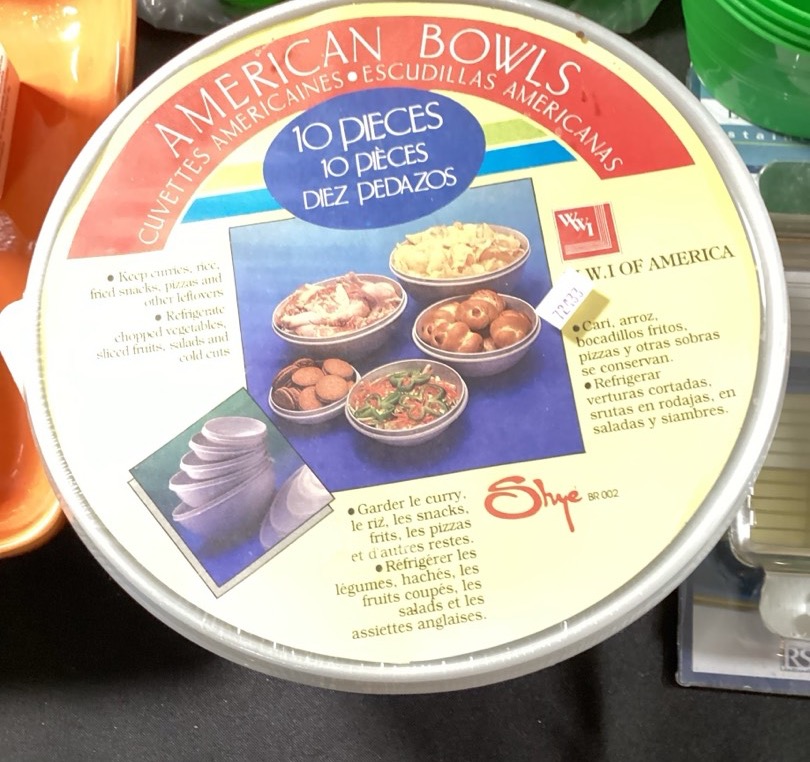 AMERICAN BOWLS
CUVETTES AMERICAINES • ESCUDILLAS AMERICANAS
10 PIECES
10 PIÈCES
DIEZ PEDAZOS
WWI
W.I OF AMERICA
• Keep curries, rice,
fried snacks, pizzas and
other leftovers
• Refrigerate
chopped vegetables,
sliced fruits, salads and
cold cuts
• Cari, arroz,
bocadillos fritos,
pizzas y otras sobras
se conservan.
• Refrigerar
verturas cortadas,
srutas en rodajas, en
saladas y siambres.
• Garder le curry,
le riz, les snacks,
frits, les pizzas
et d'autres restes.
• Réfrigérer les
légumes, hachés, les
fruits coupés, les
salads et les
assiettes anglaises.
Skye BR 002
RS